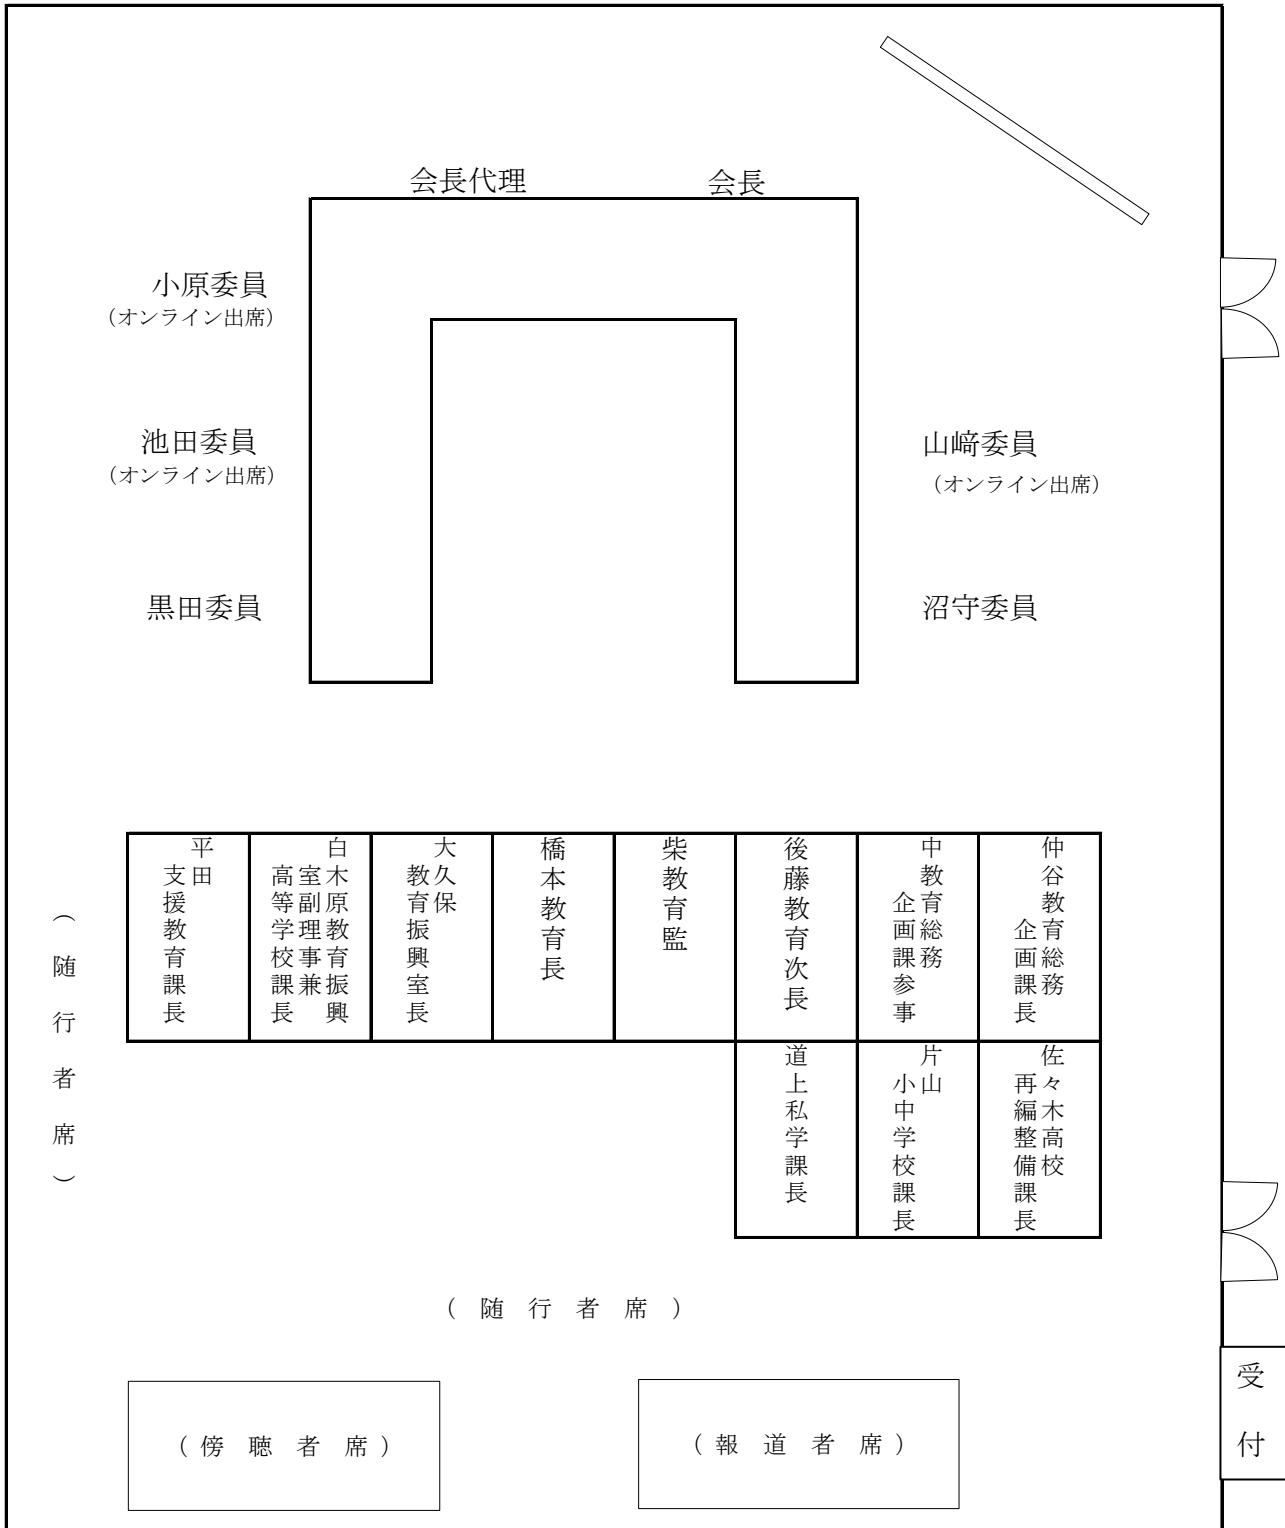 会長代理
会長
小原委員
（オンライン出席）
池田委員
（オンライン出席）
山﨑委員
（オンライン出席）
黒田委員
沼守委員
平田
支援教育課長
白木原教育振興
室副理事兼
高等学校課長
大久保
教育振興室長
橋本教育長
柴教育監
後藤教育次長
中教育総務
企画課参事
仲谷教育総務
企画課長
道上私学課長
片山
小中学校課長
佐々木高校
再編整備課長
（随行者席）
（随行者席）
（傍聴者席）
（報道者席）
受付